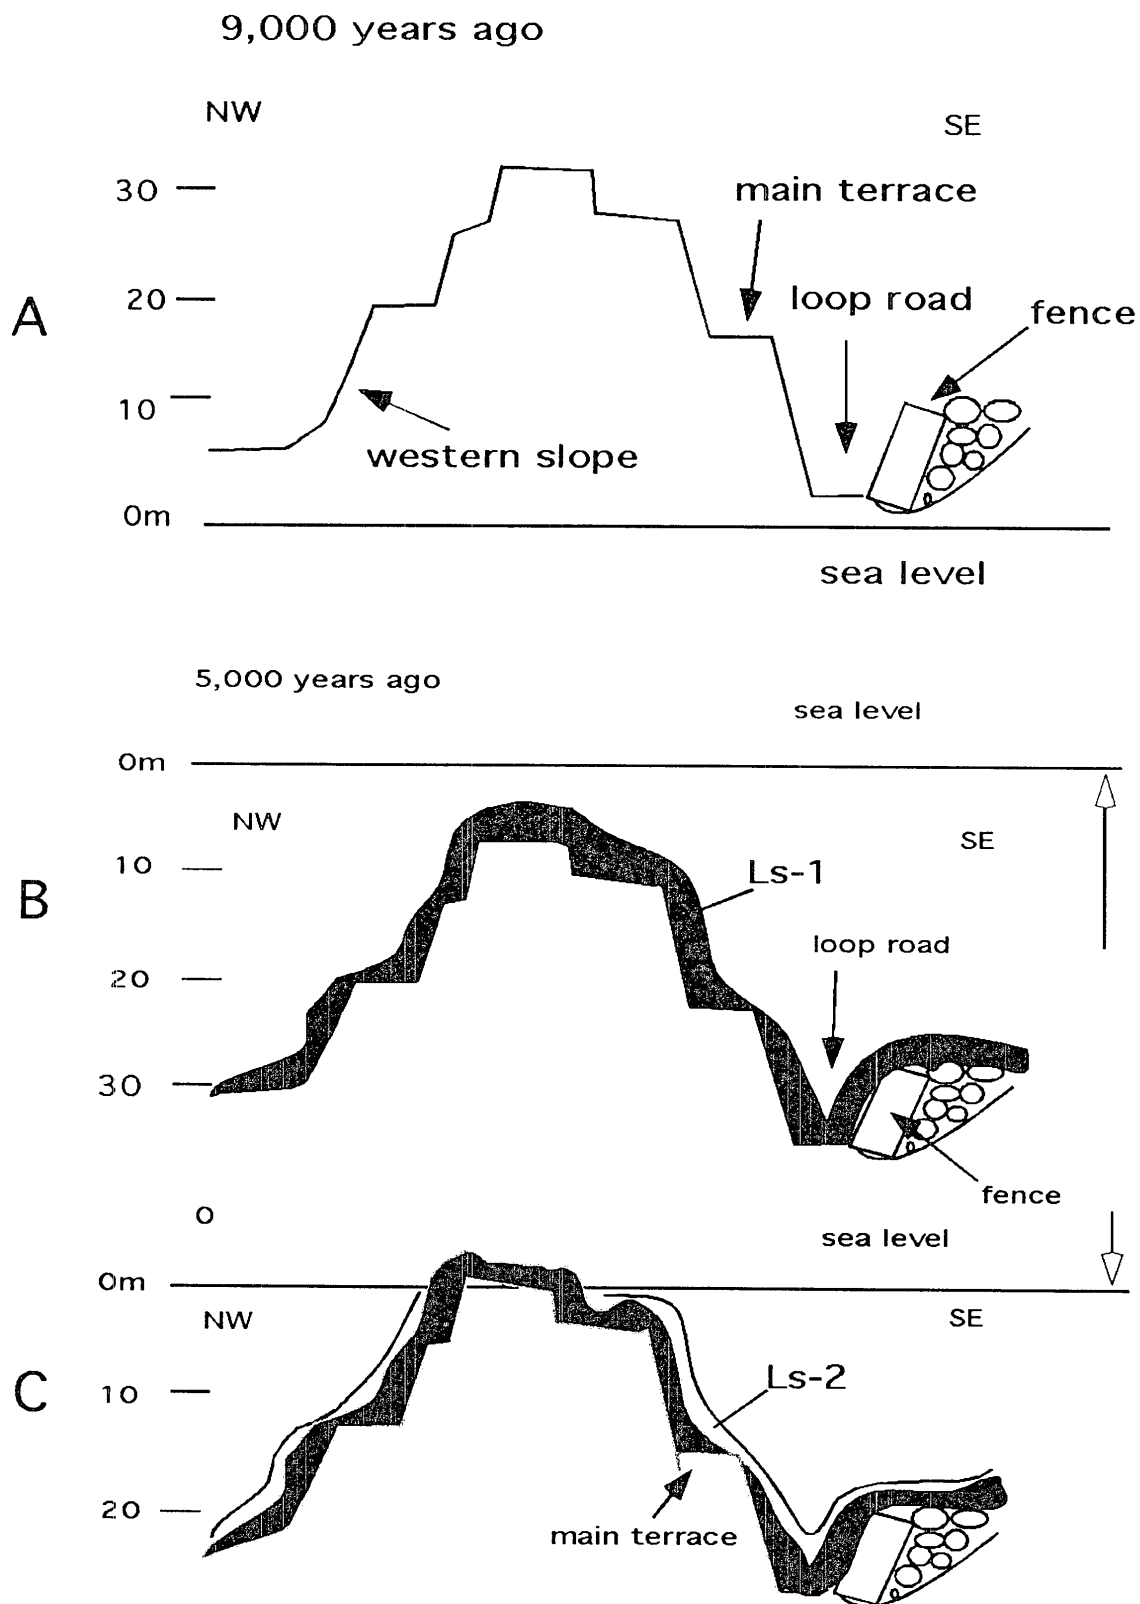 9,000 years ago
NW
SE
30
main terrace
20
loop road
fence
A
10
western slope
0m
sea level
5,000 years ago
sea level
0m
NW
SE
10
Ls-1
B
loop road
20
30
fence
0
sea level
0m
NW
SE
Ls-2
C
10
20
main terrace